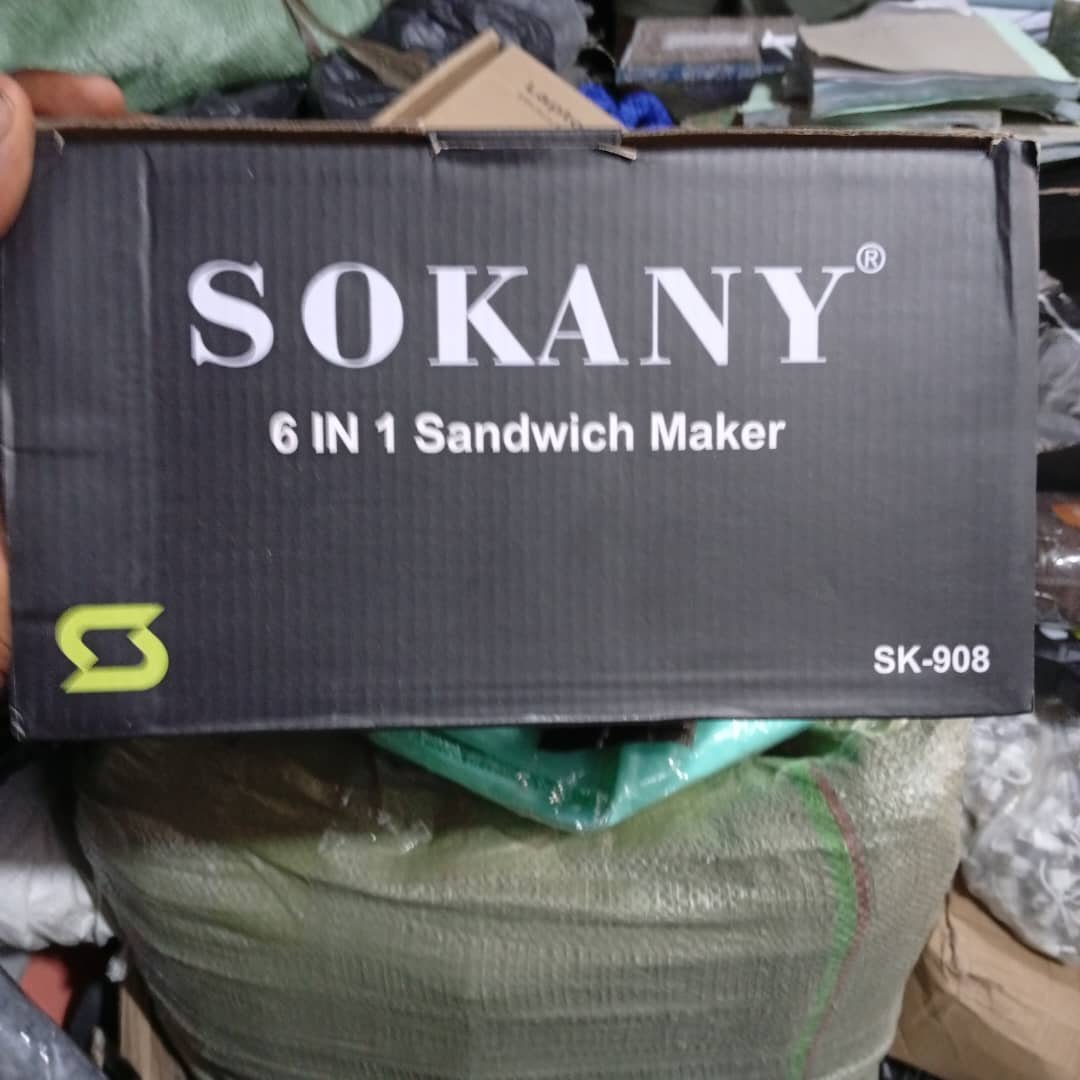 SOKANY®
6 IN 1 Sandwich Maker
SK-908